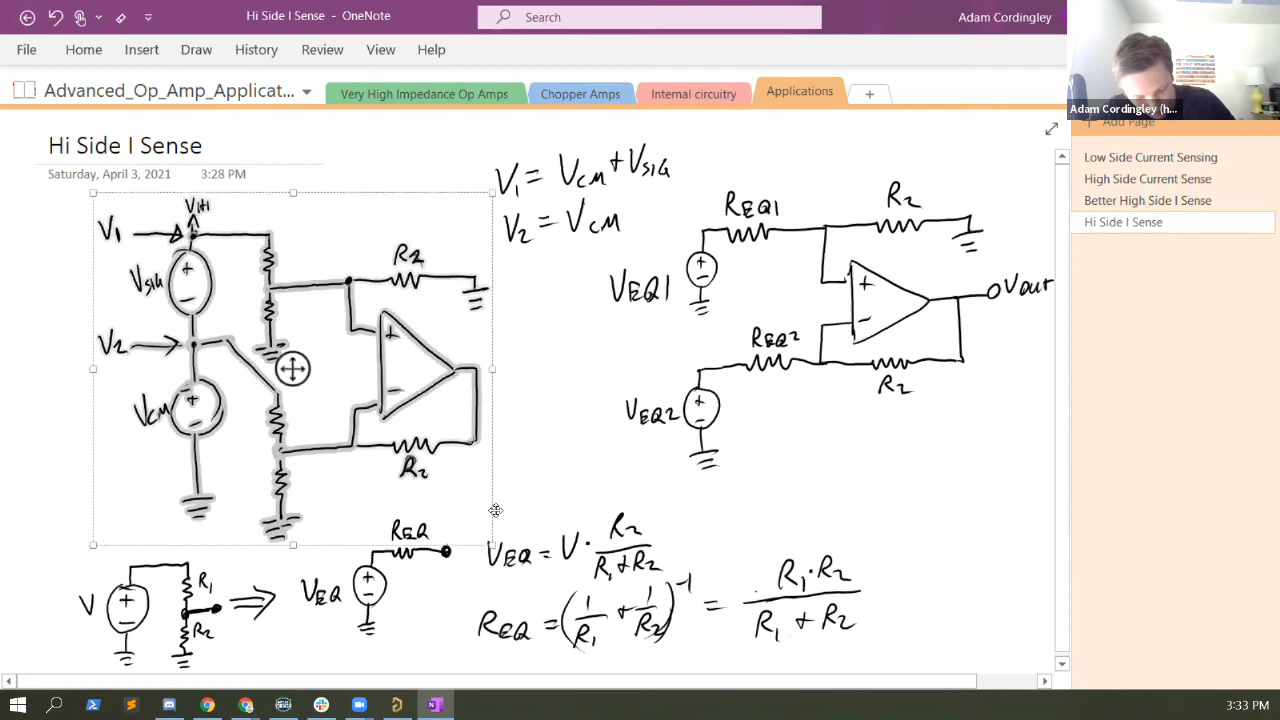 Hi Side I Sense - OneNote
Search
Adam Cordingley
File Home Insert Draw History Review View Help
Advanced_Op_Amp_Applicat...
Very High Impedance Op A
Chopper Amps
Internal circuitry
Applications
Adam Cordingley (h...
Add Page
Low Side Current Sensing
High Side Current Sense
Better High Side I Sense
Hi Side I Sense
Hi Side I Sense
Saturday, April 3, 2021 3:28 PM
V1
VSIG
V2
VCM
R2
+
-
R2
V1 = VCM + VSIG
V2 = VCM
REQ1
R2
VEQ1
+
-
VOUT
REQ2
R2
VEQ2
V
R1
R2
⇒
VEQ
REQ
VEQ = V · R2 / (R1 + R2)
REQ = (1/R1 + 1/R2)^-1 = R1·R2 / (R1 + R2)
3:33 PM